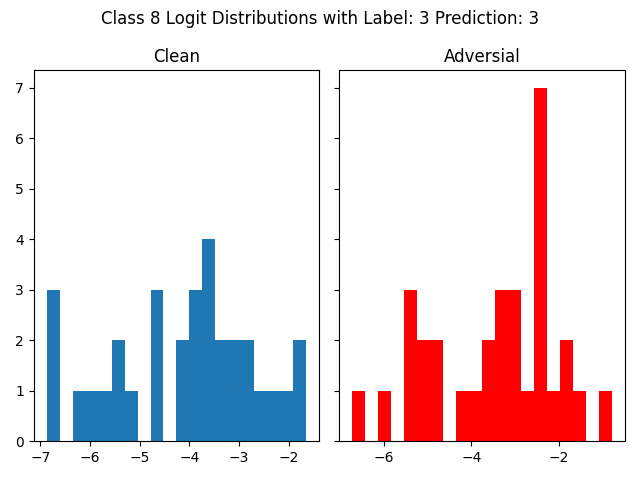 Class 8 Logit Distributions with Label: 3 Prediction: 3
Clean
Adversial
7
6
5
4
3
2
1
0
−7 −6 −5 −4 −3 −2
−6 −4 −2